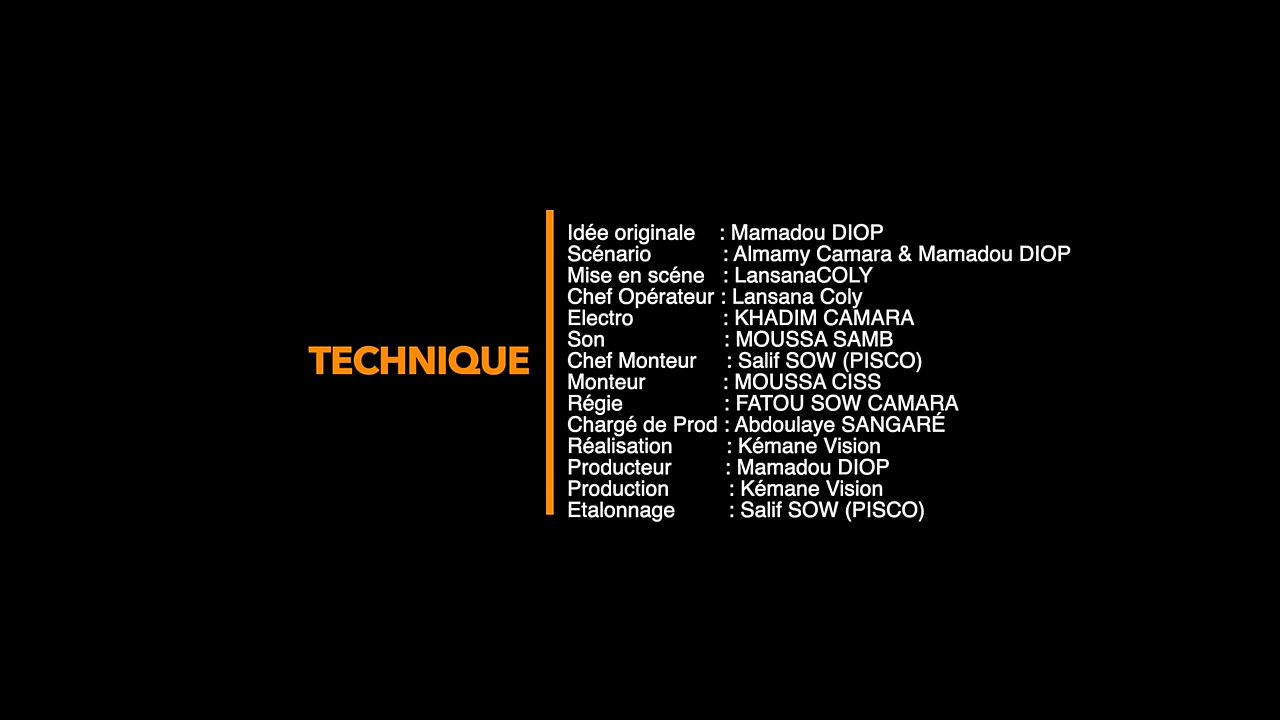 TECHNIQUE
Idée originale : Mamadou DIOP
Scénario : Almamy Camara & Mamadou DIOP
Mise en scéne : LansanaCOLY
Chef Opérateur : Lansana Coly
Electro : KHADIM CAMARA
Son : MOUSSA SAMB
Chef Monteur : Salif SOW (PISCO)
Monteur : MOUSSA CISS
Régie : FATOU SOW CAMARA
Chargé de Prod : Abdoulaye SANGARÉ
Réalisation : Kémane Vision
Producteur : Mamadou DIOP
Production : Kémane Vision
Etalonnage : Salif SOW (PISCO)